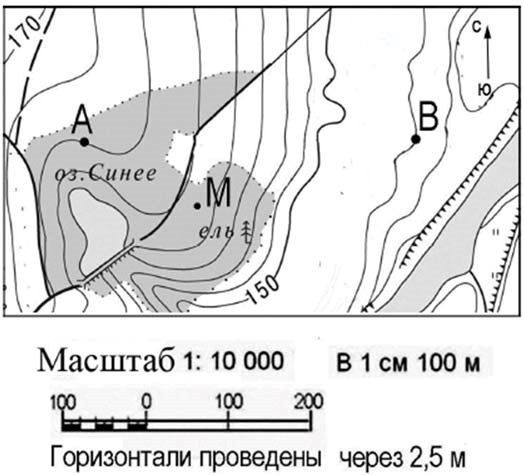 170
С
Ю
А
В
оз. Синее
М
ель
150
Масштаб 1: 10 000 В 1 см 100 м
100 0 100 200
Горизонтали проведены через 2,5 м